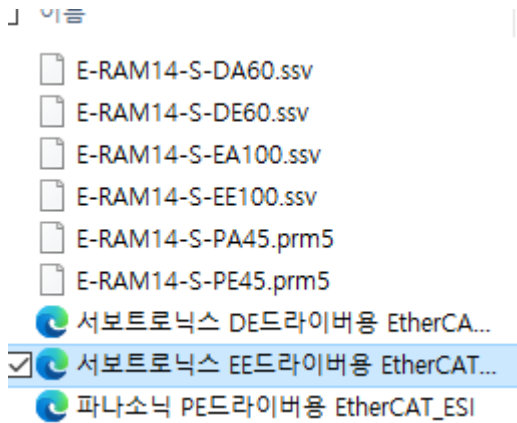 이름
E-RAM14-S-DA60.ssv
E-RAM14-S-DE60.ssv
E-RAM14-S-EA100.ssv
E-RAM14-S-EE100.ssv
E-RAM14-S-PA45.prm5
E-RAM14-S-PE45.prm5
서보트로닉스 DE드라이버용 EtherCA...
서보트로닉스 EE드라이버용 EtherCAT...
파나소닉 PE드라이버용 EtherCAT_ESI